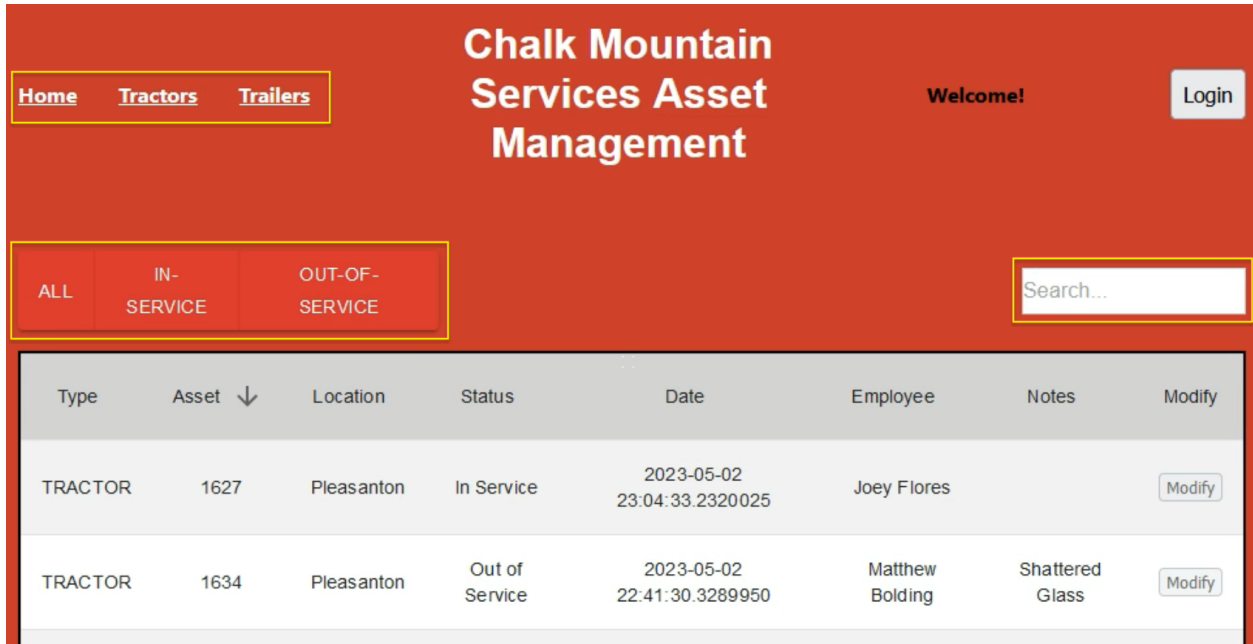 Chalk Mountain
Services Asset
Management
Home Tractors Trailers
Welcome!
Login
ALL
IN-
SERVICE
OUT-OF-
SERVICE
Search...
Type Asset Location Status Date Employee Notes Modify
TRACTOR 1627 Pleasanton In Service 2023-05-02
23:04:33.2320025 Joey Flores Modify
TRACTOR 1634 Pleasanton Out of
Service 2023-05-02
22:41:30.3289950 Matthew
Bolding Shattered
Glass Modify